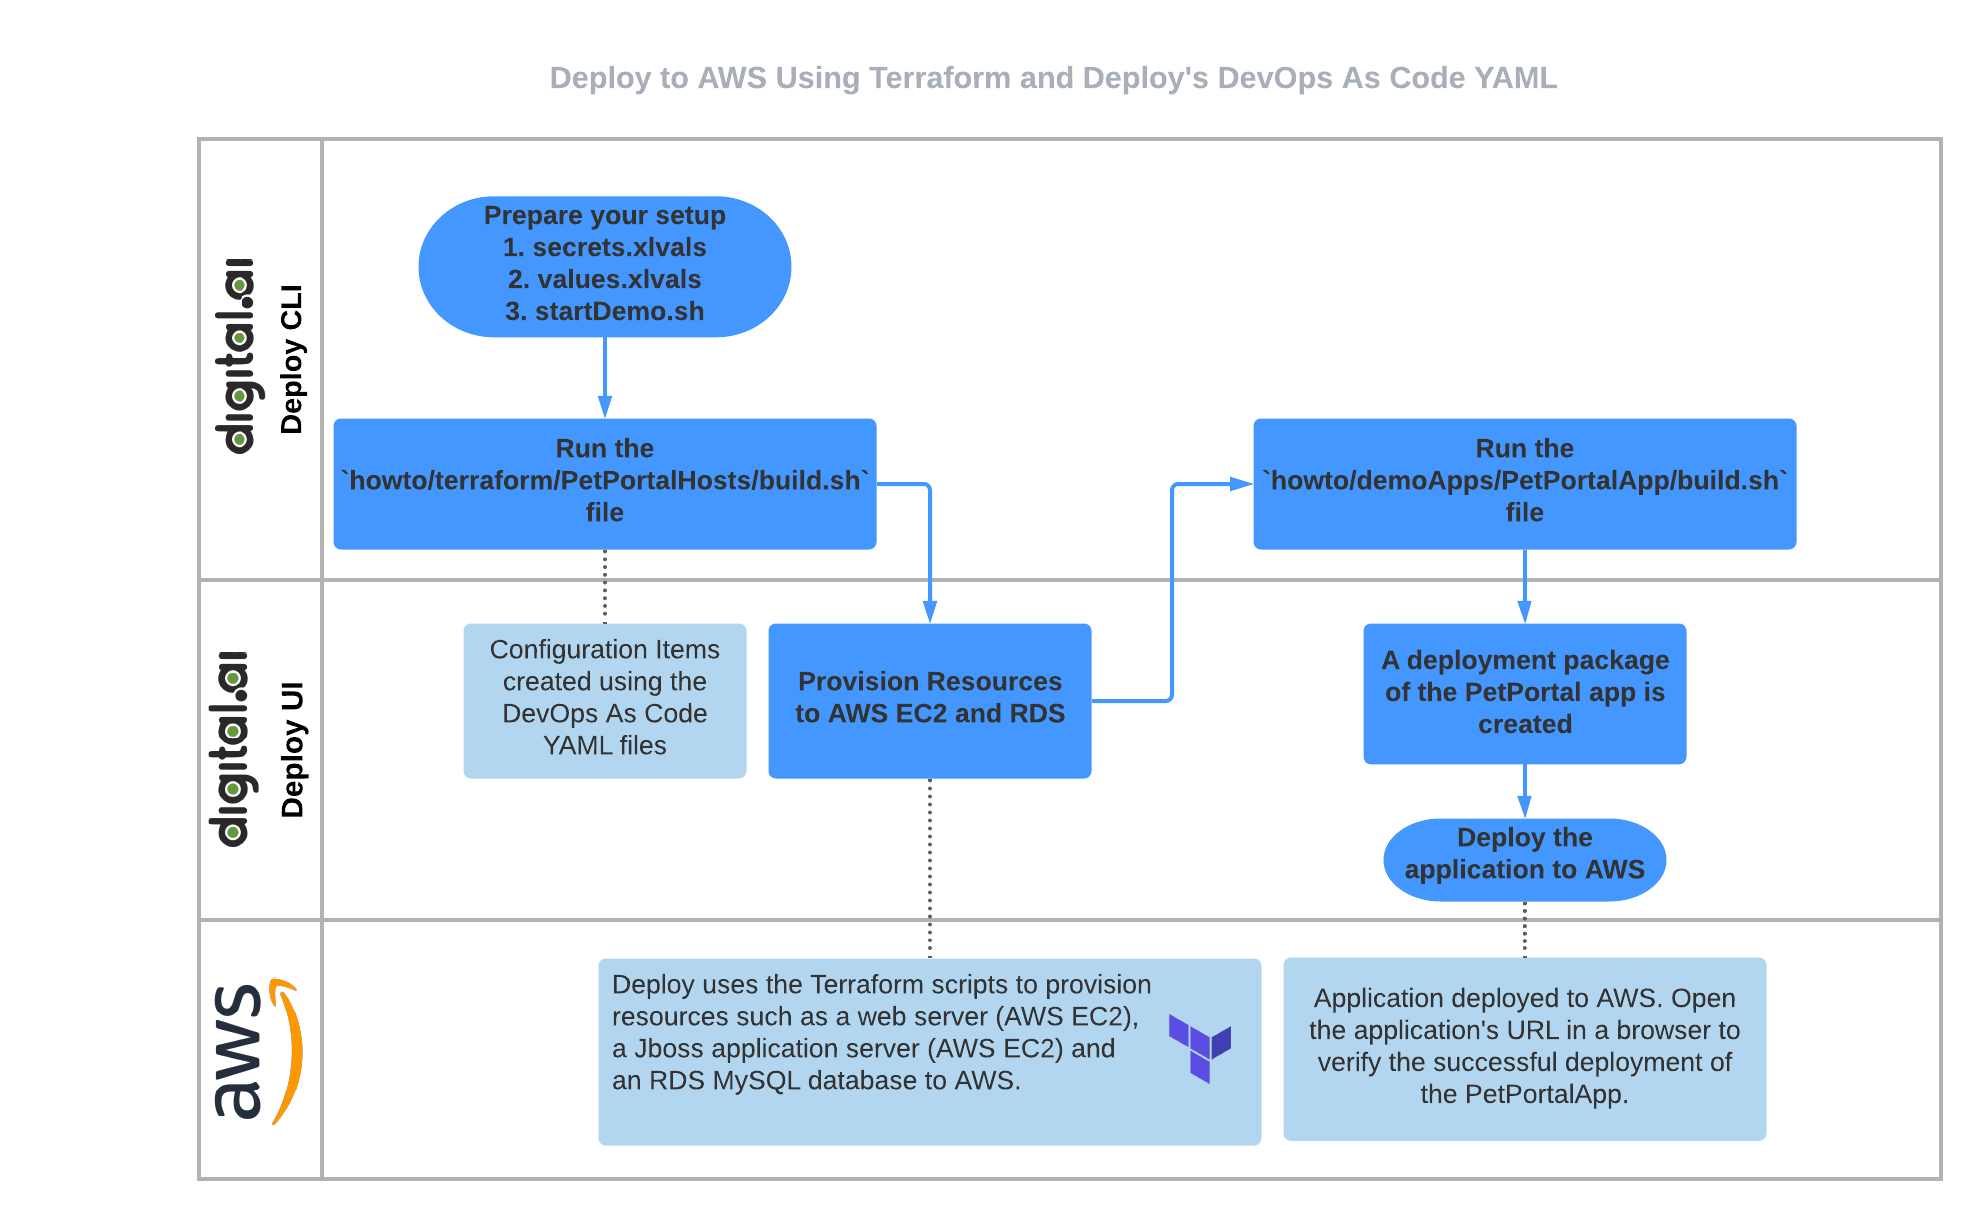 Deploy to AWS Using Terraform and Deploy's DevOps As Code YAML
digital.ai
Deploy CLI
Prepare your setup
1. secrets.xlvals
2. values.xlvals
3. startDemo.sh
Run the
`howto/terraform/PetPortalHosts/build.sh`
file
Run the
`howto/demoApps/PetPortalApp/build.sh`
file
digital.ai
Deploy UI
Configuration Items
created using the
DevOps As Code
YAML files
Provision Resources
to AWS EC2 and RDS
A deployment package
of the PetPortal app is
created
Deploy the
application to AWS
aws
Deploy uses the Terraform scripts to provision
resources such as a web server (AWS EC2),
a Jboss application server (AWS EC2) and
an RDS MySQL database to AWS.
Application deployed to AWS. Open
the application's URL in a browser to
verify the successful deployment of
the PetPortalApp.